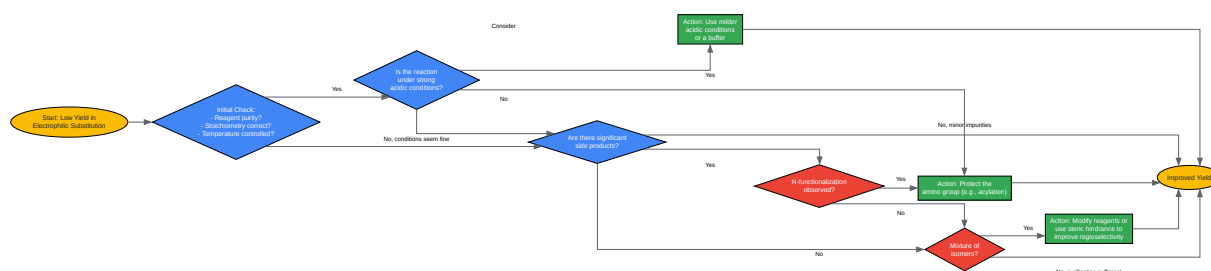 Consider
Action: Use milder
acidic conditions
or a buffer
Is the reaction
under strong
acidic conditions?
Yes
Yes
No
Start: Low Yield in
Electrophilic Substitution
Initial Check:
- Reagent purity?
- Stoichiometry correct?
- Temperature controlled?
No, conditions seem fine
Are there significant
side products?
No, minor impurities
Yes
N-functionalization
observed?
Yes
Action: Protect the
amino group (e.g., acylation)
Improved Yield
No
Action: Modify reagents or
use steric hindrance to
improve regioselectivity
Yes
Mixture of
isomers?
No